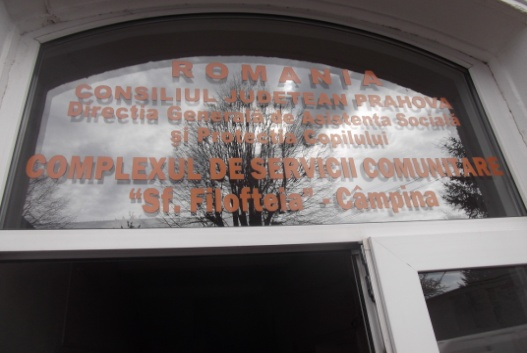 ROMANIA
CONSILIUL JUDETEAN PRAHOVA
Directia Generala de Asistenta Sociala
si Protectia Copilului
COMPLEXUL DE SERVICII COMUNITARE
"Sf. Filofteia" - Câmpina